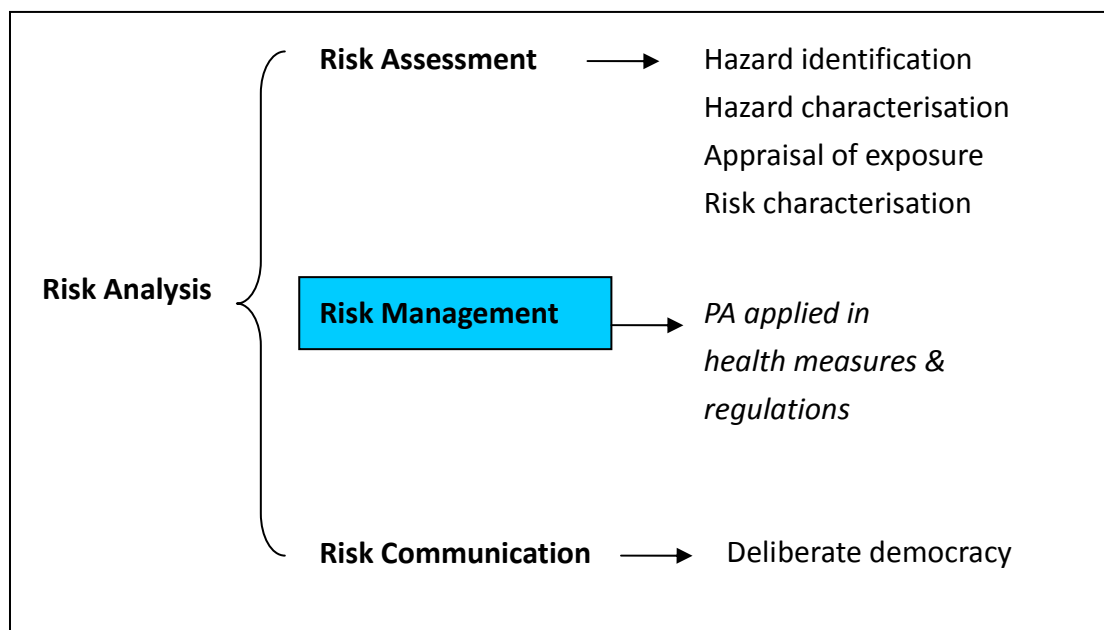 Risk Assessment
Hazard identification
Hazard characterisation
Appraisal of exposure
Risk characterisation
Risk Analysis
Risk Management
PA applied in
health measures &
regulations
Risk Communication
Deliberate democracy